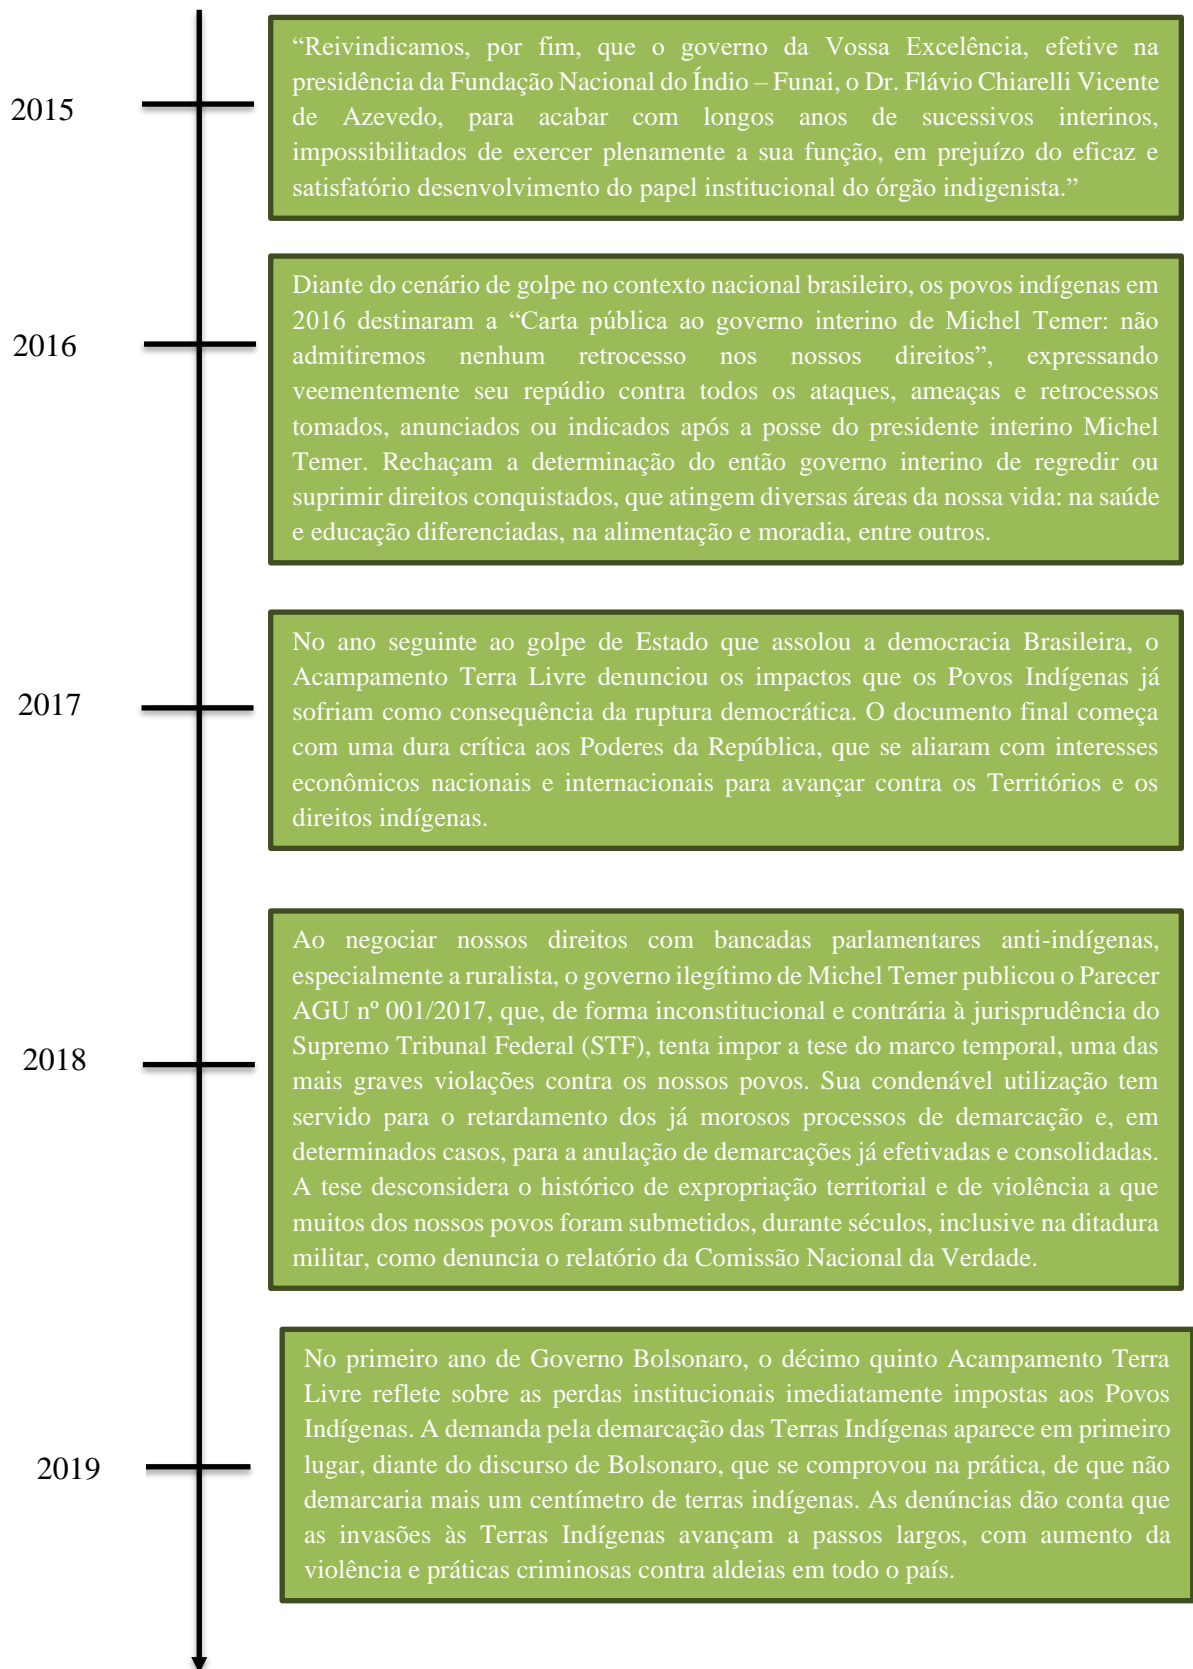 2015
“Reivindicamos, por fim, que o governo da Vossa Excelência, efetive na
presidência da Fundação Nacional do Índio – Funai, o Dr. Flávio Chiarelli Vicente
de Azevedo, para acabar com longos anos de sucessivos interinos,
impossibilitados de exercer plenamente a sua função, em prejuízo do eficaz e
satisfatório desenvolvimento do papel institucional do órgão indigenista.”
2016
Diante do cenário de golpe no contexto nacional brasileiro, os povos indígenas em
2016 destinaram a “Carta pública ao governo interino de Michel Temer: não
admitiremos nenhum retrocesso nos nossos direitos”, expressando
veementemente seu repúdio contra todos os ataques, ameaças e retrocessos
tomados, anunciados ou indicados após a posse do presidente interino Michel
Temer. Rechaçam a determinação do então governo interino de regredir ou
suprimir direitos conquistados, que atingem diversas áreas da nossa vida: na saúde
e educação diferenciadas, na alimentação e moradia, entre outros.
2017
No ano seguinte ao golpe de Estado que assolou a democracia Brasileira, o
Acampamento Terra Livre denunciou os impactos que os Povos Indígenas já
sofriam como consequência da ruptura democrática. O documento final começa
com uma dura crítica aos Poderes da República, que se aliaram com interesses
econômicos nacionais e internacionais para avançar contra os Territórios e os
direitos indígenas.
2018
Ao negociar nossos direitos com bancadas parlamentares anti-indígenas,
especialmente a ruralista, o governo ilegítimo de Michel Temer publicou o Parecer
AGU nº 001/2017, que, de forma inconstitucional e contrária à jurisprudência do
Supremo Tribunal Federal (STF), tenta impor a tese do marco temporal, uma das
mais graves violações contra os nossos povos. Sua condenável utilização tem
servido para o retardamento dos já morosos processos de demarcação e, em
determinados casos, para a anulação de demarcações já efetivadas e consolidadas.
A tese desconsidera o histórico de expropriação territorial e de violência a que
muitos dos nossos povos foram submetidos, durante séculos, inclusive na ditadura
militar, como denuncia o relatório da Comissão Nacional da Verdade.
2019
No primeiro ano de Governo Bolsonaro, o décimo quinto Acampamento Terra
Livre reflete sobre as perdas institucionais imediatamente impostas aos Povos
Indígenas. A demanda pela demarcação das Terras Indígenas aparece em primeiro
lugar, diante do discurso de Bolsonaro, que se comprovou na prática, de que não
demarcaria mais um centímetro de terras indígenas. As denúncias dão conta que
as invasões às Terras Indígenas avançam a passos largos, com aumento da
violência e práticas criminosas contra aldeias em todo o país.